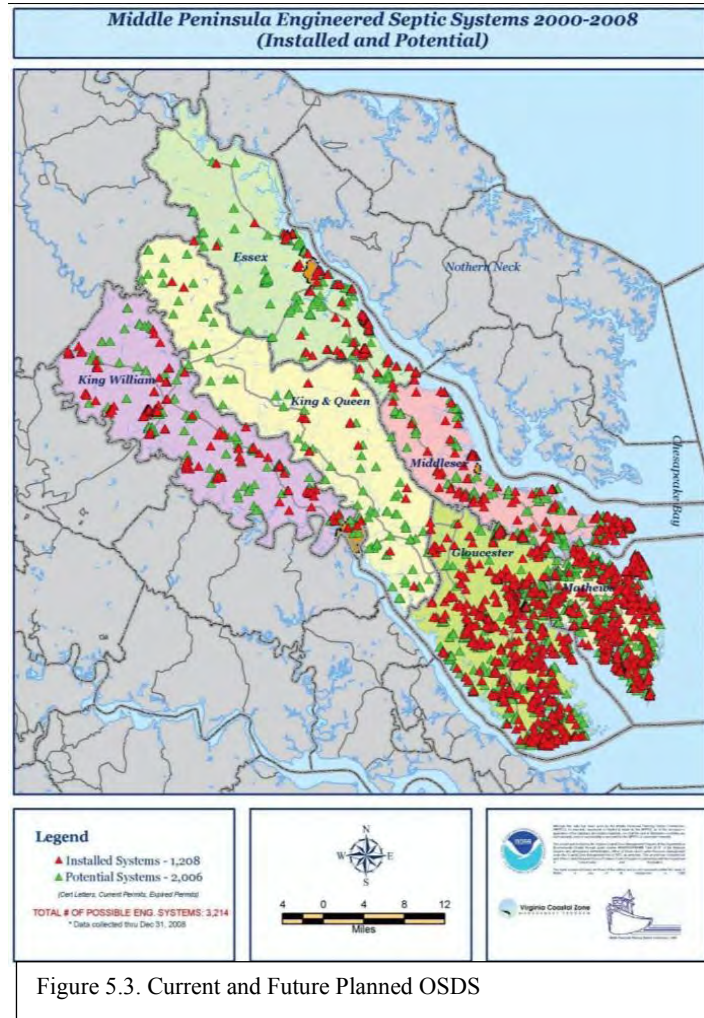 Middle Peninsula Engineered Septic Systems 2000-2008
(Installed and Potential)
Essex
Nothern Neck
King William
King & Queen
Middlesex
Chesapeake Bay
Gloucester
Mathews
Legend
Installed Systems - 1,208
Potential Systems - 2,006
(Cert Letters, Current Permits, Expired Permits)
TOTAL # OF POSSIBLE ENG. SYSTEMS: 3,214
* Data collected thru Dec 31, 2008
N
W E
S
4 0 4 8 12
Miles
Virginia Coastal Zone
MANAGEMENT PROGRAM
Figure 5.3. Current and Future Planned OSDS